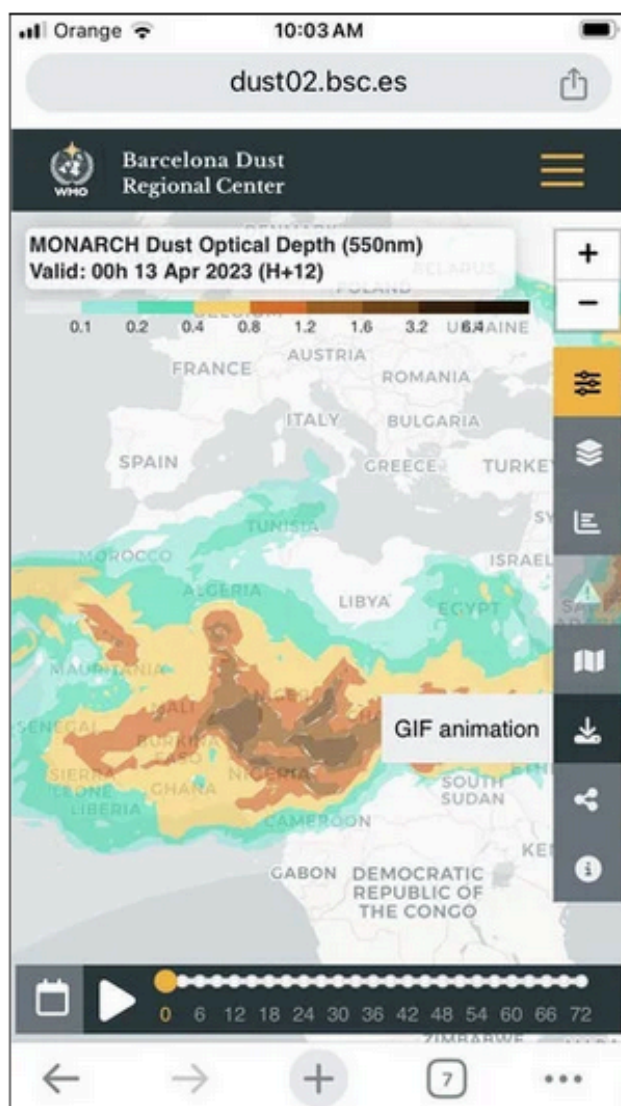 Orange
10:03 AM
dust02.bsc.es
WMO
Barcelona Dust
Regional Center
MONARCH Dust Optical Depth (550nm)
Valid: 00h 13 Apr 2023 (H+12)
0.1 0.2 0.4 0.8 1.2 1.6 3.2 6.4
UKRAINE
AUSTRIA
FRANCE
ROMANIA
ITALY
BULGARIA
SPAIN
GREECE
TURKEY
TUNISIA
MOROCCO
ISRAEL
ALGERIA
LIBYA
EGYPT
MAURITANIA
MALI
SENEGAL
GIF animation
BURKINA
FASO
NIGERIA
SIERRA
LEONE
GHANA
SOUTH
SUDAN
LIBERIA
CAMEROON
GABON
DEMOCRATIC
REPUBLIC OF
THE CONGO
0 6 12 18 24 30 36 42 48 54 60 66 72
ZIMBABWE
+
7